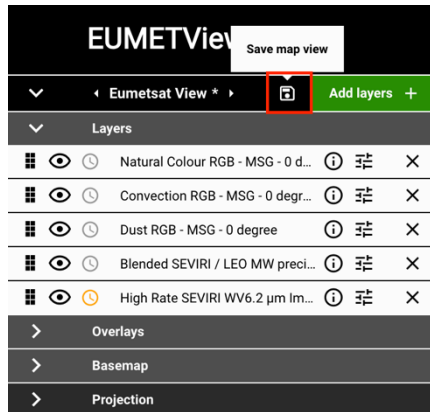 EUMETView
Save map view
Eumetsat View *
Add layers +
Layers
Natural Colour RGB - MSG - 0 d...
Convection RGB - MSG - 0 degr...
Dust RGB - MSG - 0 degree
Blended SEVIRI / LEO MW preci...
High Rate SEVIRI WV6.2 μm Im...
Overlays
Basemap
Projection